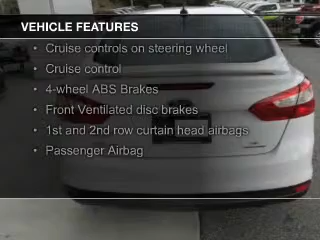 VEHICLE FEATURES
• Cruise controls on steering wheel
• Cruise control
• 4-wheel ABS Brakes
• Front Ventilated disc brakes
• 1st and 2nd row curtain head airbags
• Passenger Airbag